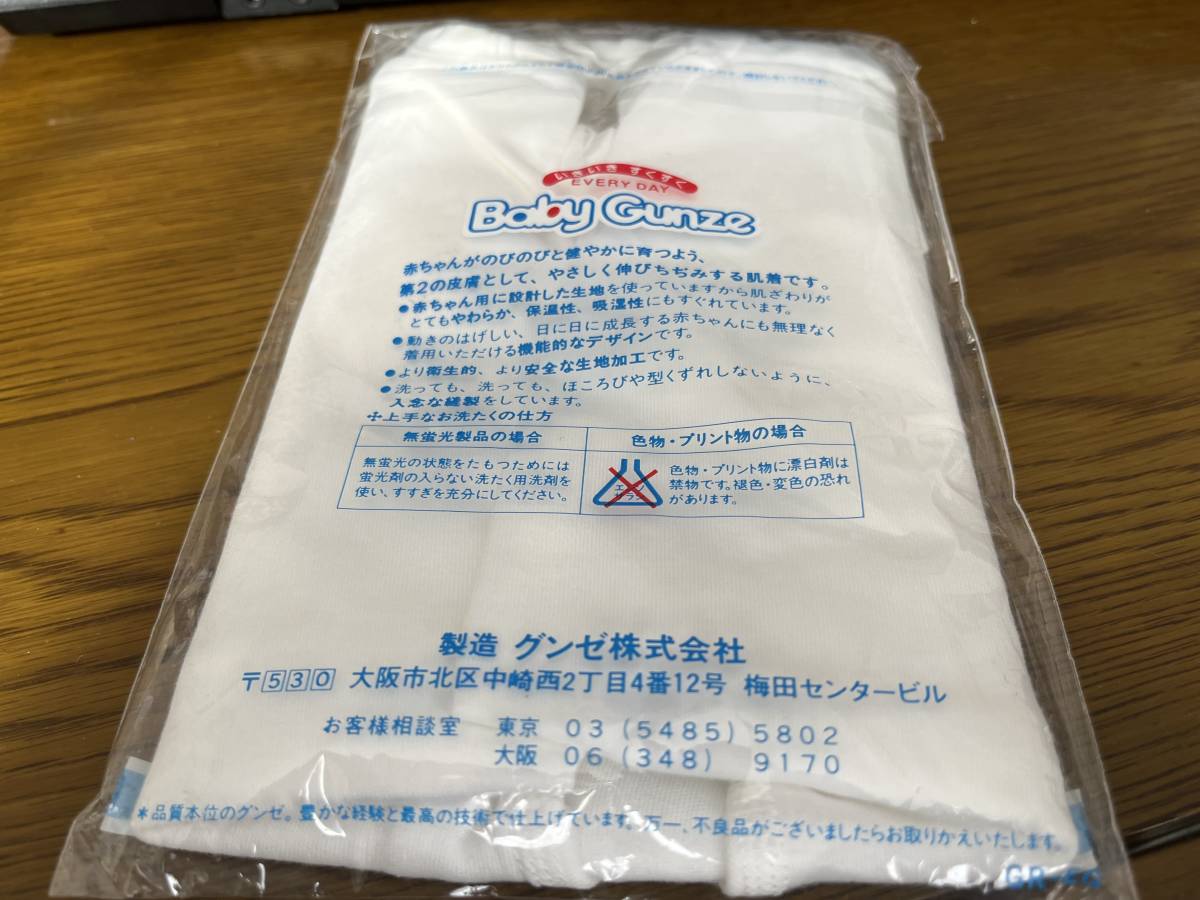 いきいき すくすく
EVERY DAY
Baby Gunze
赤ちゃんがのびのびと健やかに育つよう、
第2の皮膚として、やさしく伸びちぢみする肌着です。
●赤ちゃん用に設計した生地を使っていますから肌ざわりが
とてもやわらか、保温性、吸湿性にもすぐれています。
●動きのはげしい、日に日に成長する赤ちゃんにも無理なく
着用いただける機能的なデザインです。
●より衛生的、より安全な生地加工です。
●洗っても、洗っても、ほころびや型くずれしないように、
入念な縫製をしています。
上手なお洗たくの仕方
無蛍光製品の場合
無蛍光の状態をたもつためには
蛍光剤の入らない洗たく用洗剤を
使い、すすぎを充分にしてください。
色物・プリント物の場合
エンソ
サラシ
色物・プリント物に漂白剤は
禁物です。褪色・変色の恐れ
があります。
製造 グンゼ株式会社
〒530 大阪市北区中崎西2丁目4番12号 梅田センタービル
お客様相談室 東京 03(5485)5802
大阪 06(348) 9170
*品質本位のグンゼ。豊かな経験と最高の技術で仕上げています。万一、不良品がございましたらお取りかえいたします。